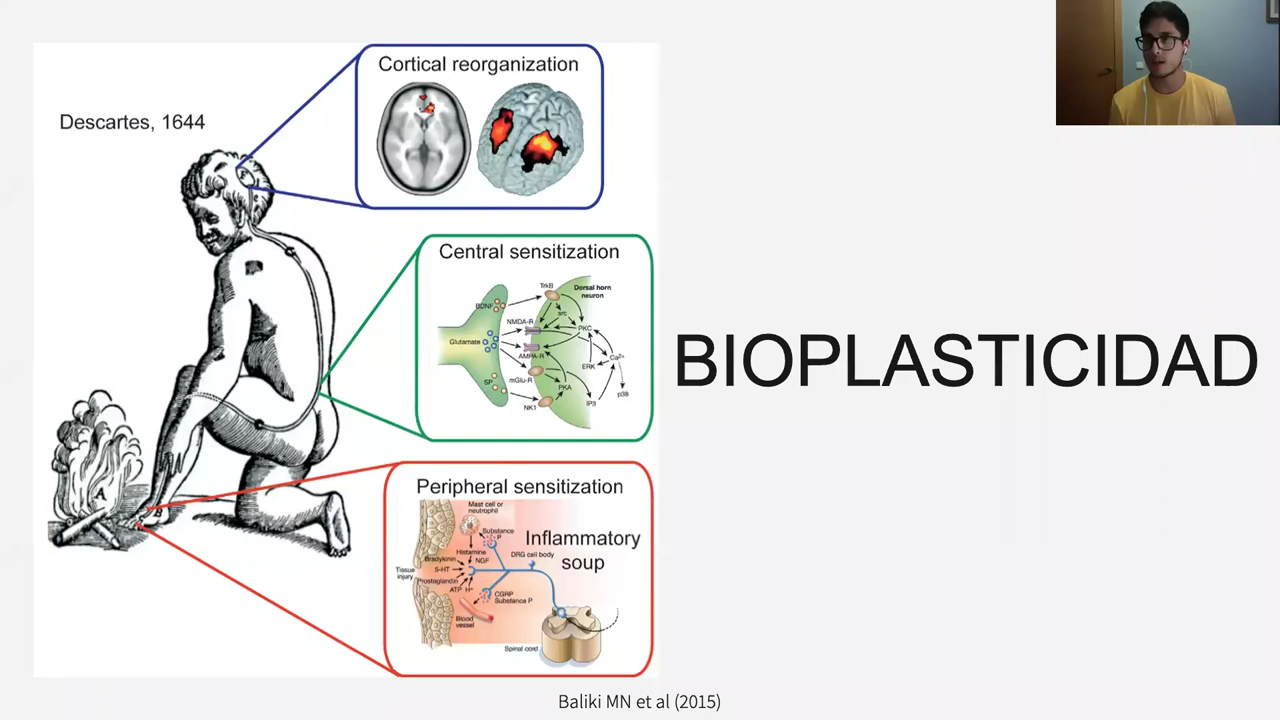 Cortical reorganization
Descartes, 1644
Central sensitization
TrkB
Dorsal horn
neuron
BDNF
src
NMDA-R
PKC
Glutamate
AMPA-R
Ca2+
ERK
mGlu-R
SP
PKA
p38
NK1
IP3
BIOPLASTICIDAD
A
B
Peripheral sensitization
Mast cell or
neutrophil
Substance
P
Inflammatory
soup
Histamine
NGF
DRG cell body
Bradykinin
5-HT
Tissue
injury
Prostaglandin
ATP H+
CGRP
Substance P
Blood
vessel
Spinal cord
Baliki MN et al (2015)